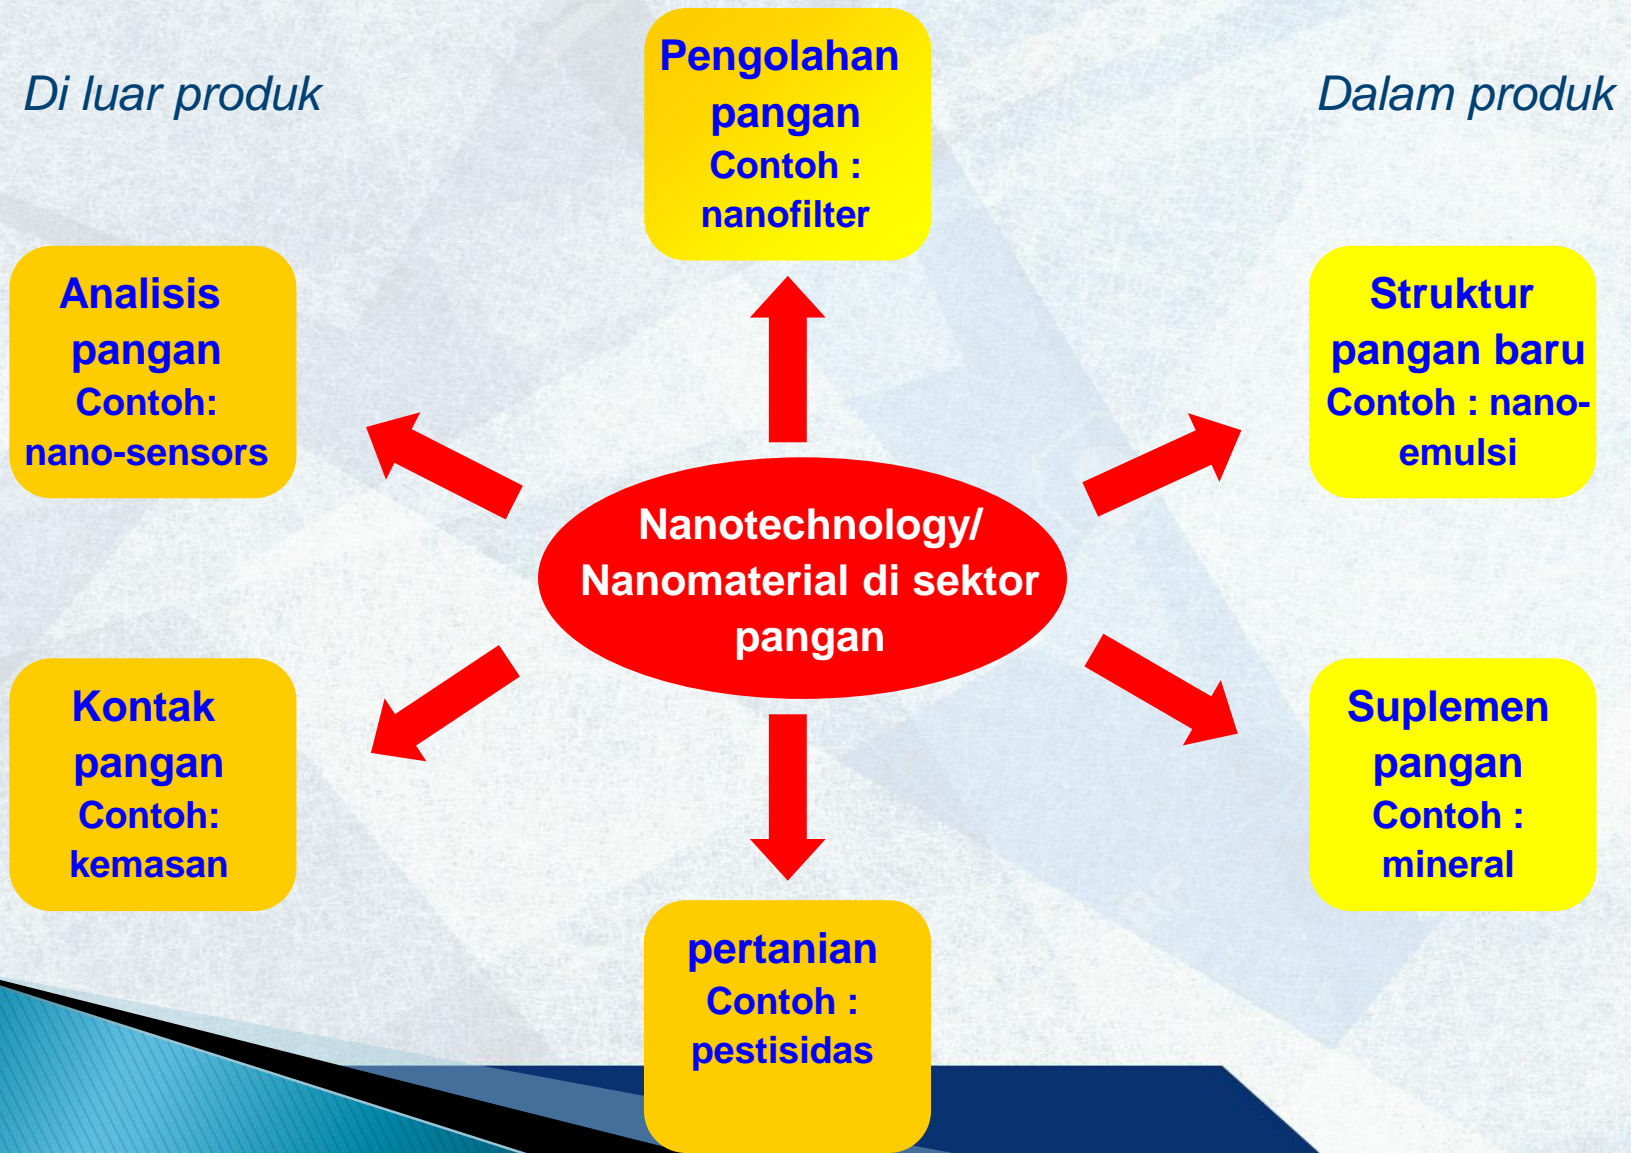 Di luar produk
Dalam produk
Pengolahan
pangan
Contoh :
nanofilter
Analisis
pangan
Contoh:
nano-sensors
Struktur
pangan baru
Contoh : nano-
emulsi
Nanotechnology/
Nanomaterial di sektor
pangan
Kontak
pangan
Contoh:
kemasan
Suplemen
pangan
Contoh :
mineral
pertanian
Contoh :
pestisidas